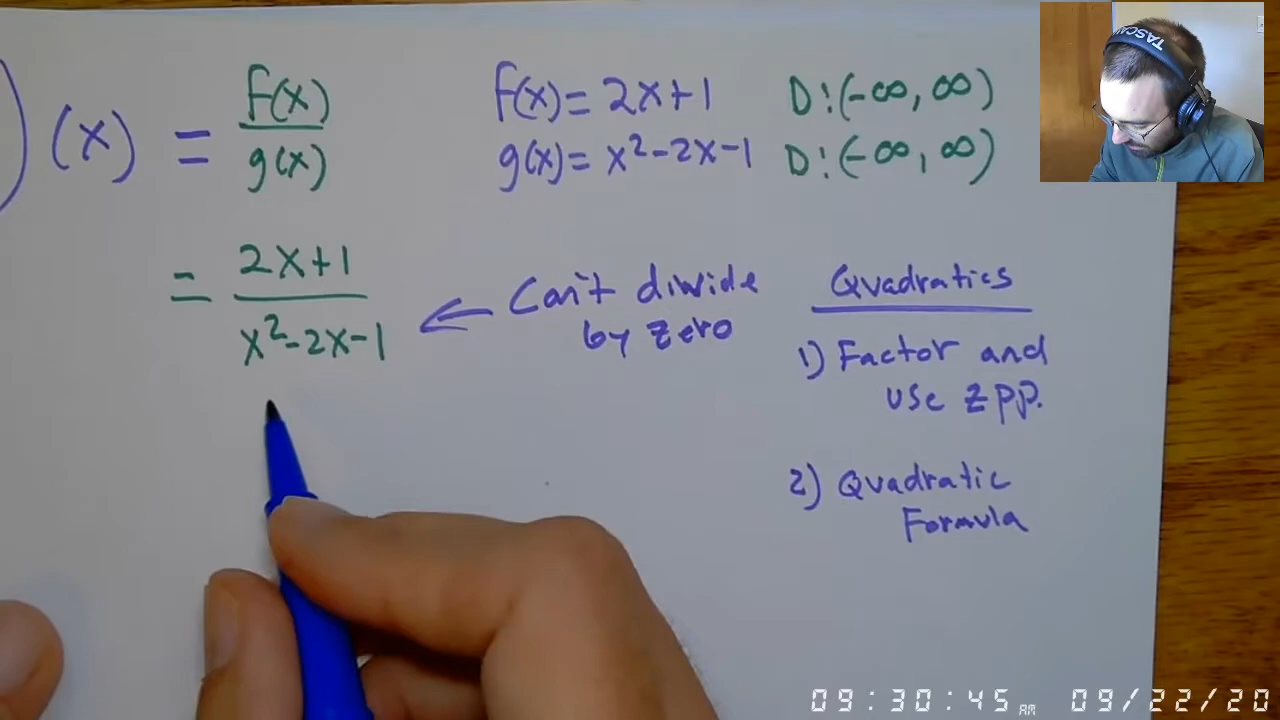 ) (x) = f(x) / g(x)
f(x) = 2x+1 D: (-∞, ∞)
g(x) = x²-2x-1 D: (-∞, ∞)
= 2x+1 / x²-2x-1
← Can't divide
by zero
Quadratics
1) Factor and
use zpp.
2) Quadratic
Formula
TASCAM
09:30:45 AM 09/22/20